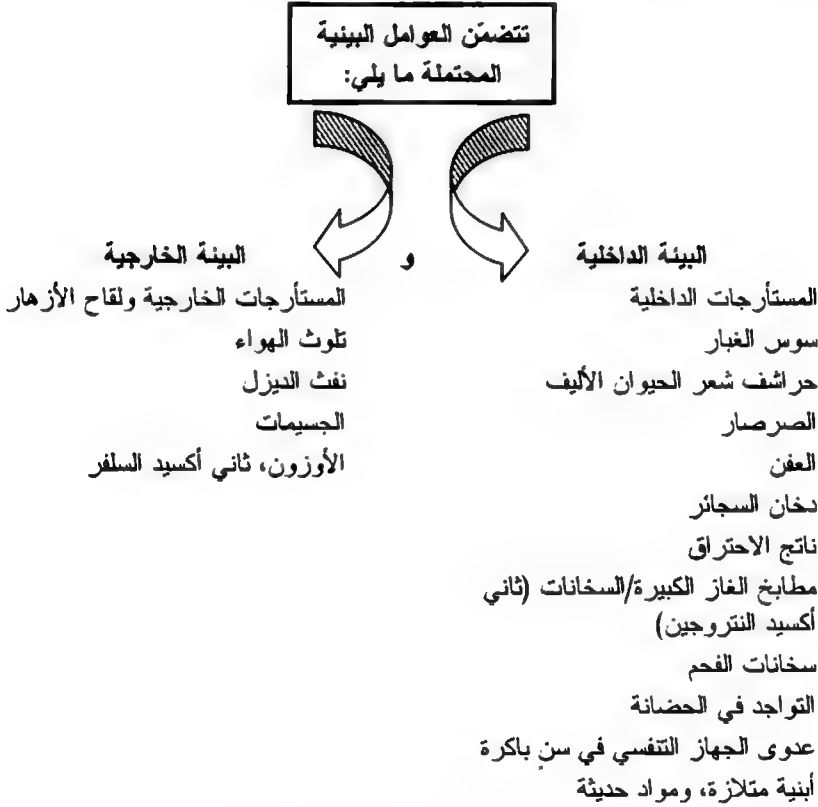 تتضمّن العوامل البيئية
المحتملة ما يلي:
البيئة الداخلية
المستأرجات الداخلية
سوس الغبار
حراشف شعر الحيوان الأليف
الصرصار
العفن
دخان السجائر
ناتج الاحتراق
مطابخ الغاز الكبيرة/السخانات (ثاني
أكسيد النتروجين)
سخانات الفحم
التواجد في الحضانة
عدوى الجهاز التنفسي في سنٍ باكرة
أبنية متلازة، ومواد حديثة
و
البيئة الخارجية
المستأرجات الخارجية ولقاح الأزهار
تلوث الهواء
نفث الديزل
الجسيمات
الأوزون، ثاني أكسيد السلفر